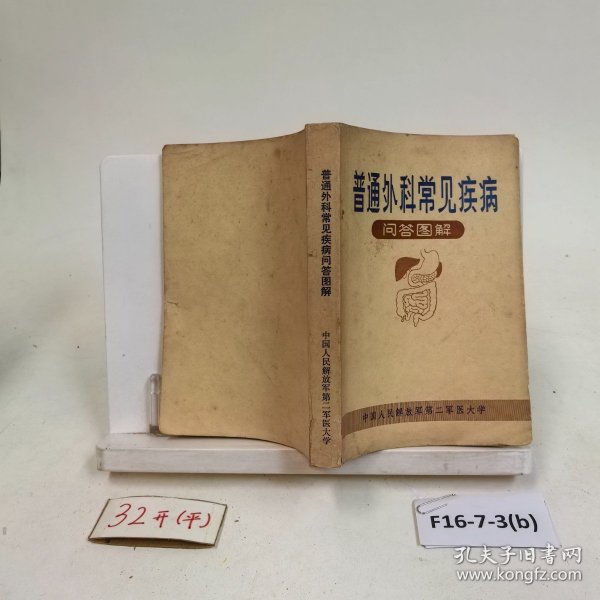 普通外科常见疾病
问答图解
中国人民解放军第二军医大学
普通外科常见疾病问答图解
中国人民解放军第二军医大学
32开(平)
F16-7-3(b)
孔夫子旧书网
www.kongfz.com